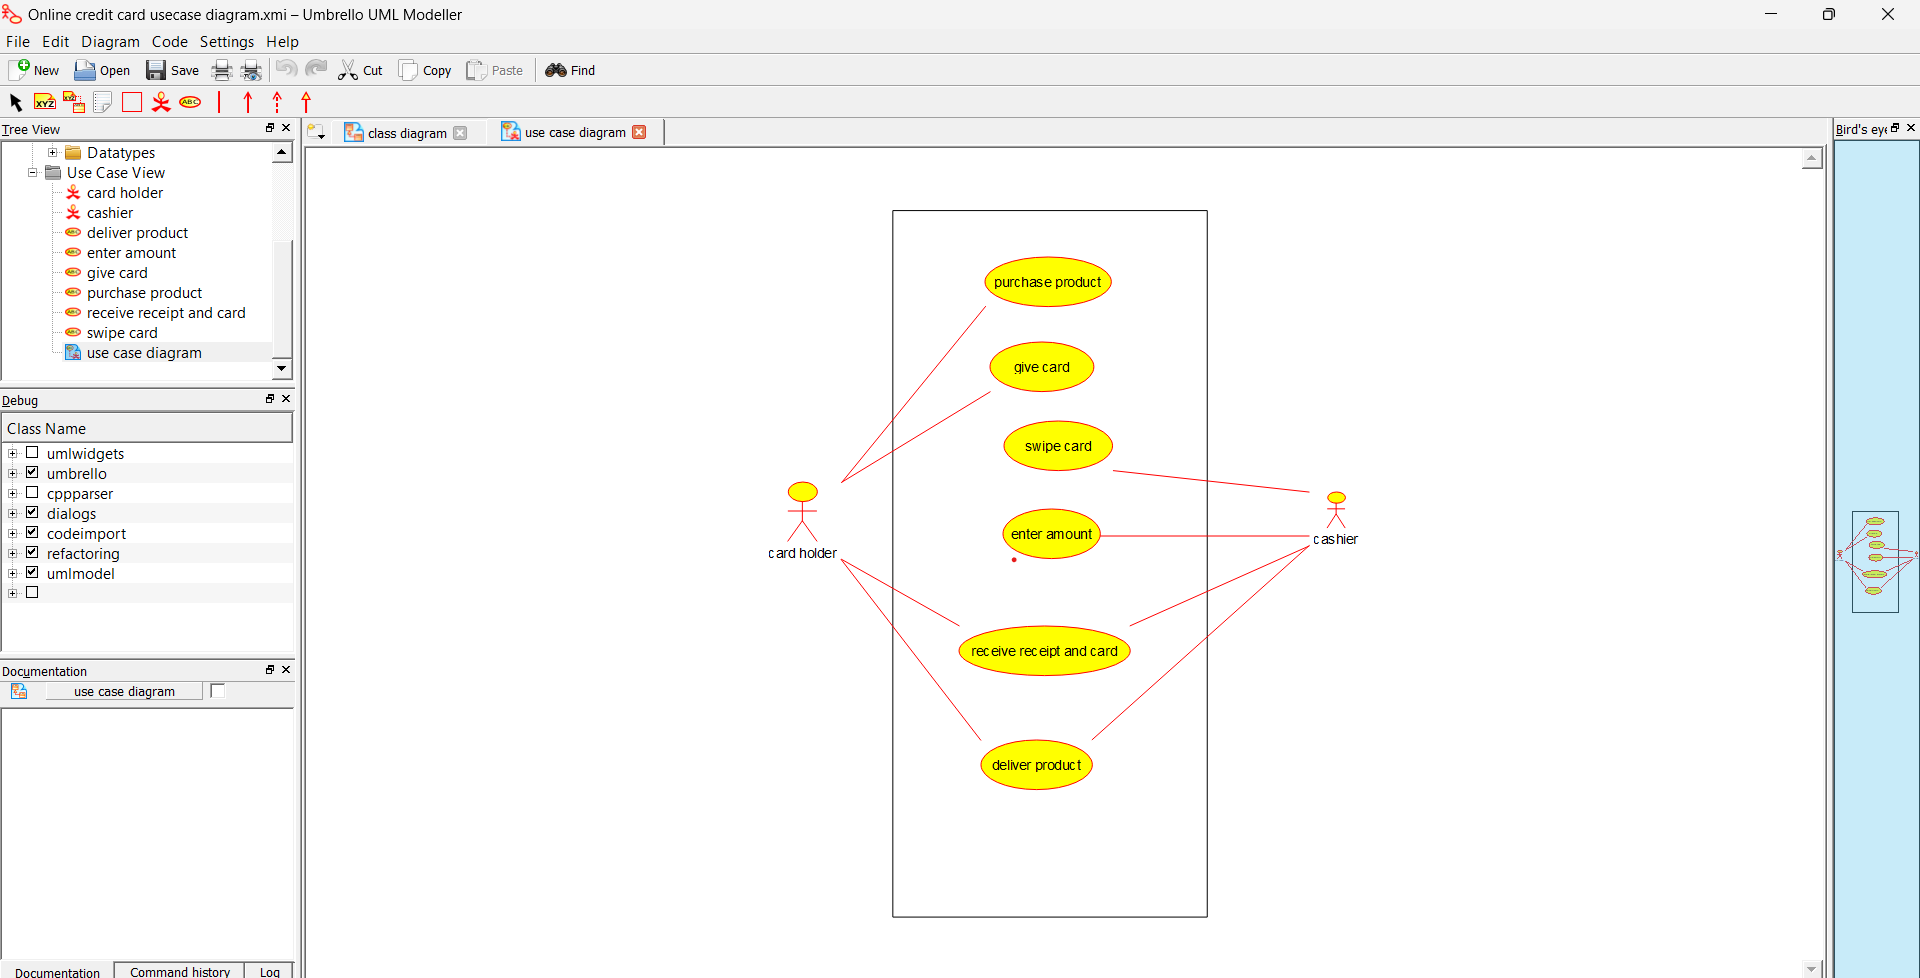 Online credit card usecase diagram.xmi – Umbrello UML Modeller
File Edit Diagram Code Settings Help
New Open Save Cut Copy Paste Find
XYZ XYZ ABC
Tree View
Datatypes
Use Case View
card holder
cashier
deliver product
enter amount
give card
purchase product
receive receipt and card
swipe card
use case diagram
Debug
Class Name
umlwidgets
umbrello
cppparser
dialogs
codeimport
refactoring
umlmodel
Documentation
use case diagram
Documentation Command history Log
class diagram use case diagram
purchase product
give card
swipe card
enter amount
receive receipt and card
deliver product
card holder
cashier
Bird's eye